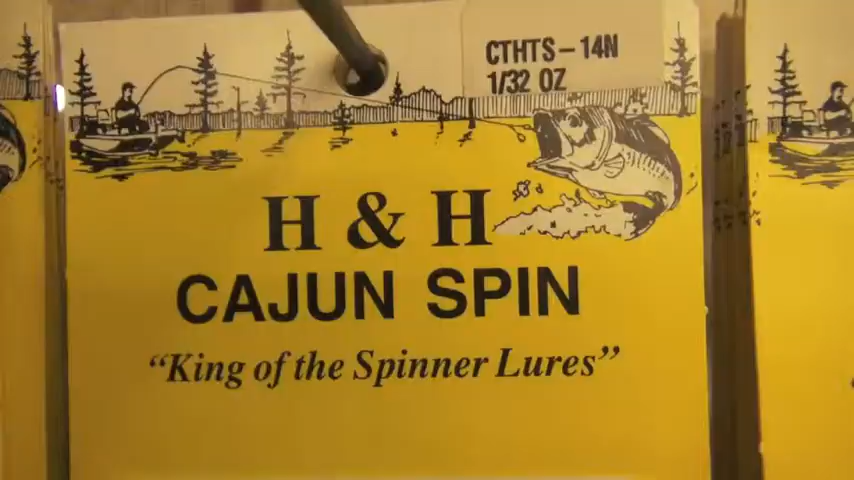 CTHTS-14N
1/32 OZ
H & H
CAJUN SPIN
“King of the Spinner Lures”